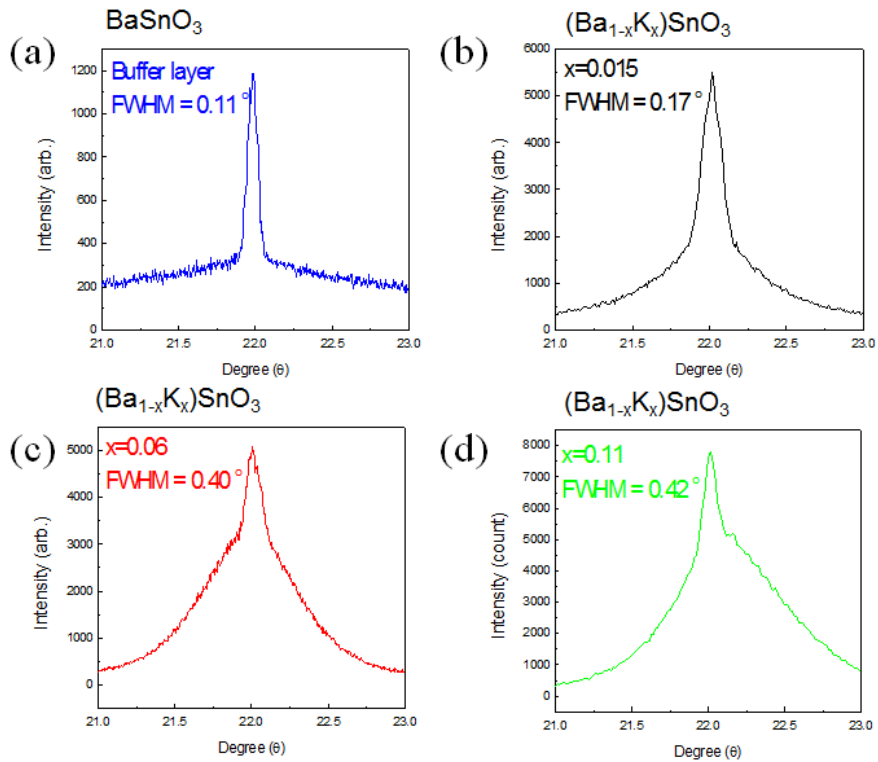 BaSnO₃
(a)
Buffer layer
FWHM = 0.11°
1200
1000
800
600
400
200
0
21.0 21.5 22.0 22.5 23.0
Intensity (arb.)
Degree (θ)
(Ba₁₋ₓKₓ)SnO₃
(b)
x=0.015
FWHM = 0.17°
6000
5000
4000
3000
2000
1000
0
21.0 21.5 22.0 22.5 23.0
Intensity (arb.)
Degree (θ)
(Ba₁₋ₓKₓ)SnO₃
(c)
x=0.06
FWHM = 0.40°
5000
4000
3000
2000
1000
0
21.0 21.5 22.0 22.5 23.0
Intensity (arb.)
Degree (θ)
(Ba₁₋ₓKₓ)SnO₃
(d)
x=0.11
FWHM = 0.42°
8000
7000
6000
5000
4000
3000
2000
1000
0
21.0 21.5 22.0 22.5 23.0
Intensity (count)
Degree (θ)